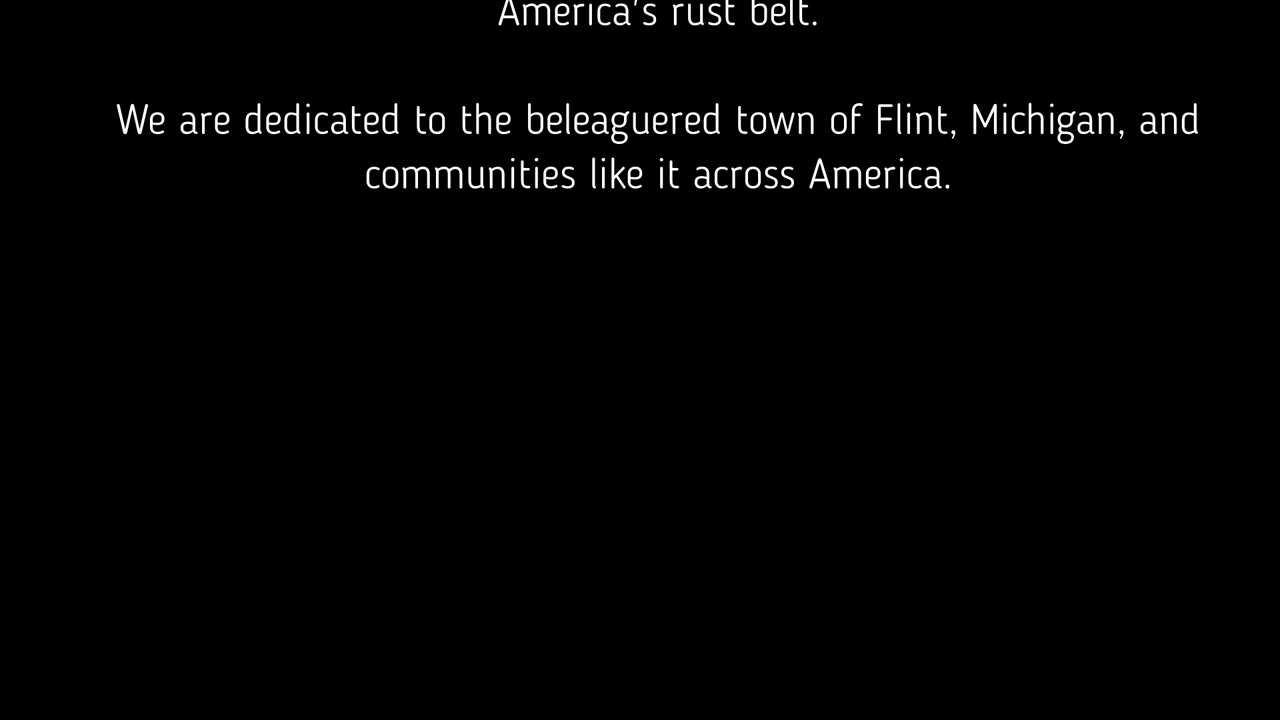 America's rust belt.
We are dedicated to the beleaguered town of Flint, Michigan, and
communities like it across America.